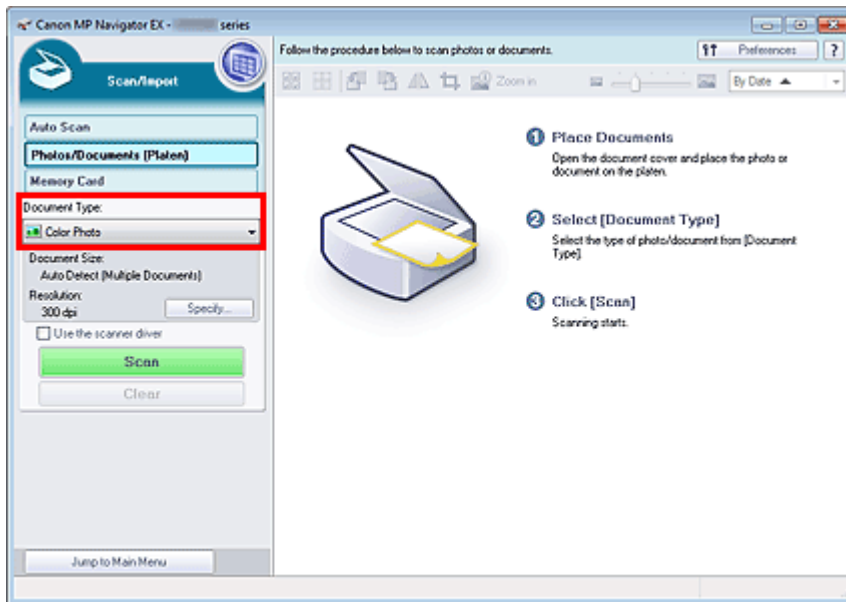 Canon MP Navigator EX - series
Scan/Import
Auto Scan
Photos/Documents (Platen)
Memory Card
Document Type:
Color Photo
Document Size:
Auto Detect (Multiple Documents)
Resolution:
300 dpi
Specify...
Use the scanner driver
Scan
Clear
Jump to Main Menu
Follow the procedure below to scan photos or documents.
Preferences
?
Zoom in
By Date
1 Place Documents
Open the document cover and place the photo or
document on the platen.
2 Select [Document Type]
Select the type of photo/document from [Document
Type].
3 Click [Scan]
Scanning starts.